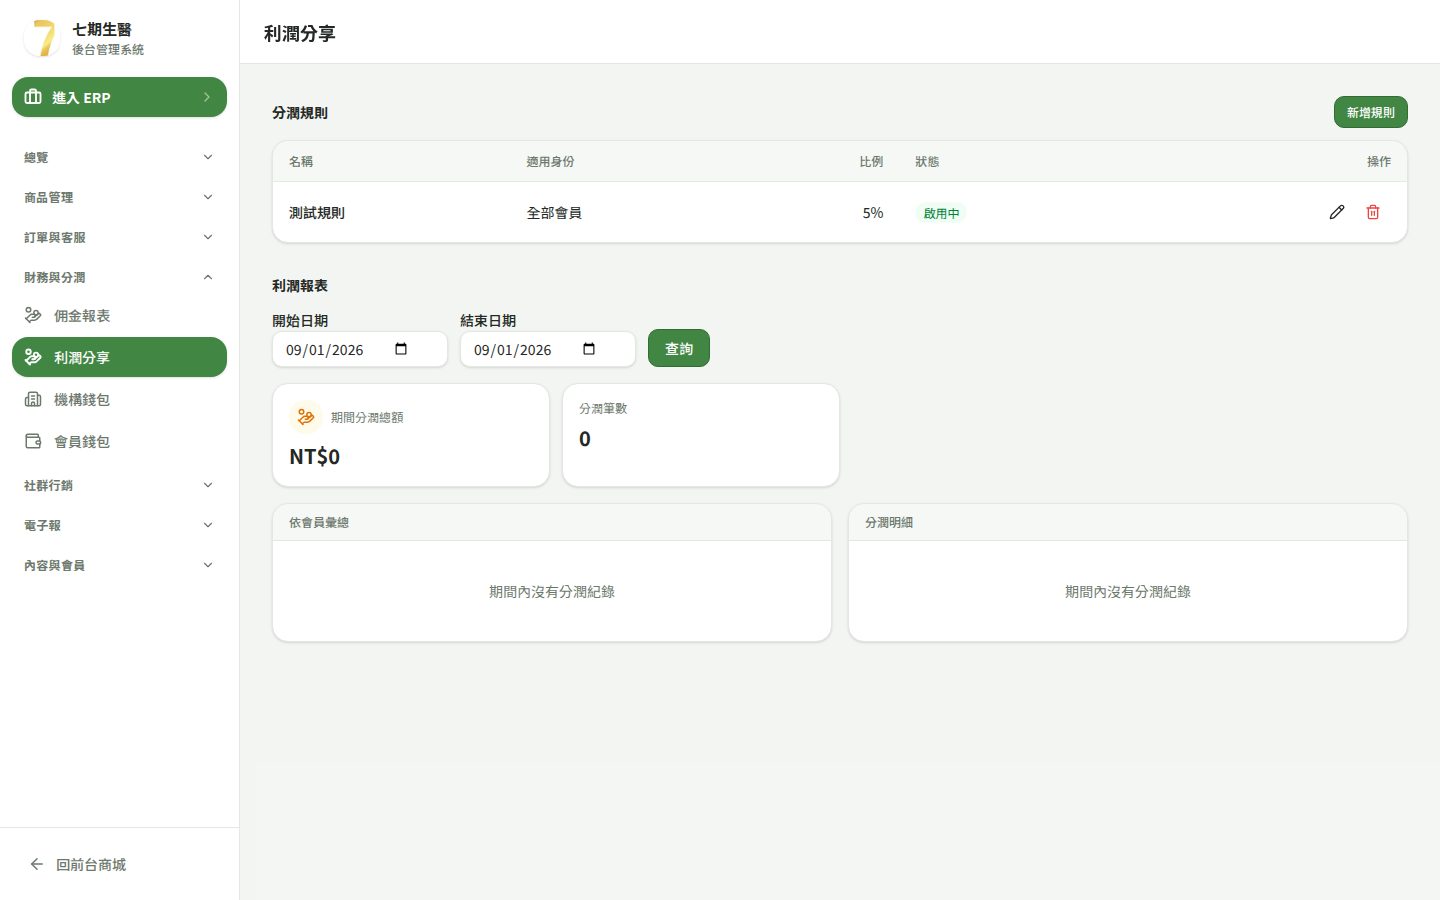 七期生醫
後台管理系統
進入 ERP
總覽
商品管理
訂單與客服
財務與分潤
佣金報表
利潤分享
機構錢包
會員錢包
社群行銷
電子報
內容與會員
回前台商城
利潤分享
分潤規則
新增規則
名稱 適用身份 比例 狀態 操作
測試規則 全部會員 5% 啟用中
利潤報表
開始日期 結束日期
09/01/2026 09/01/2026 查詢
期間分潤總額
NT$0
分潤筆數
0
依會員彙總
期間內沒有分潤紀錄
分潤明細
期間內沒有分潤紀錄